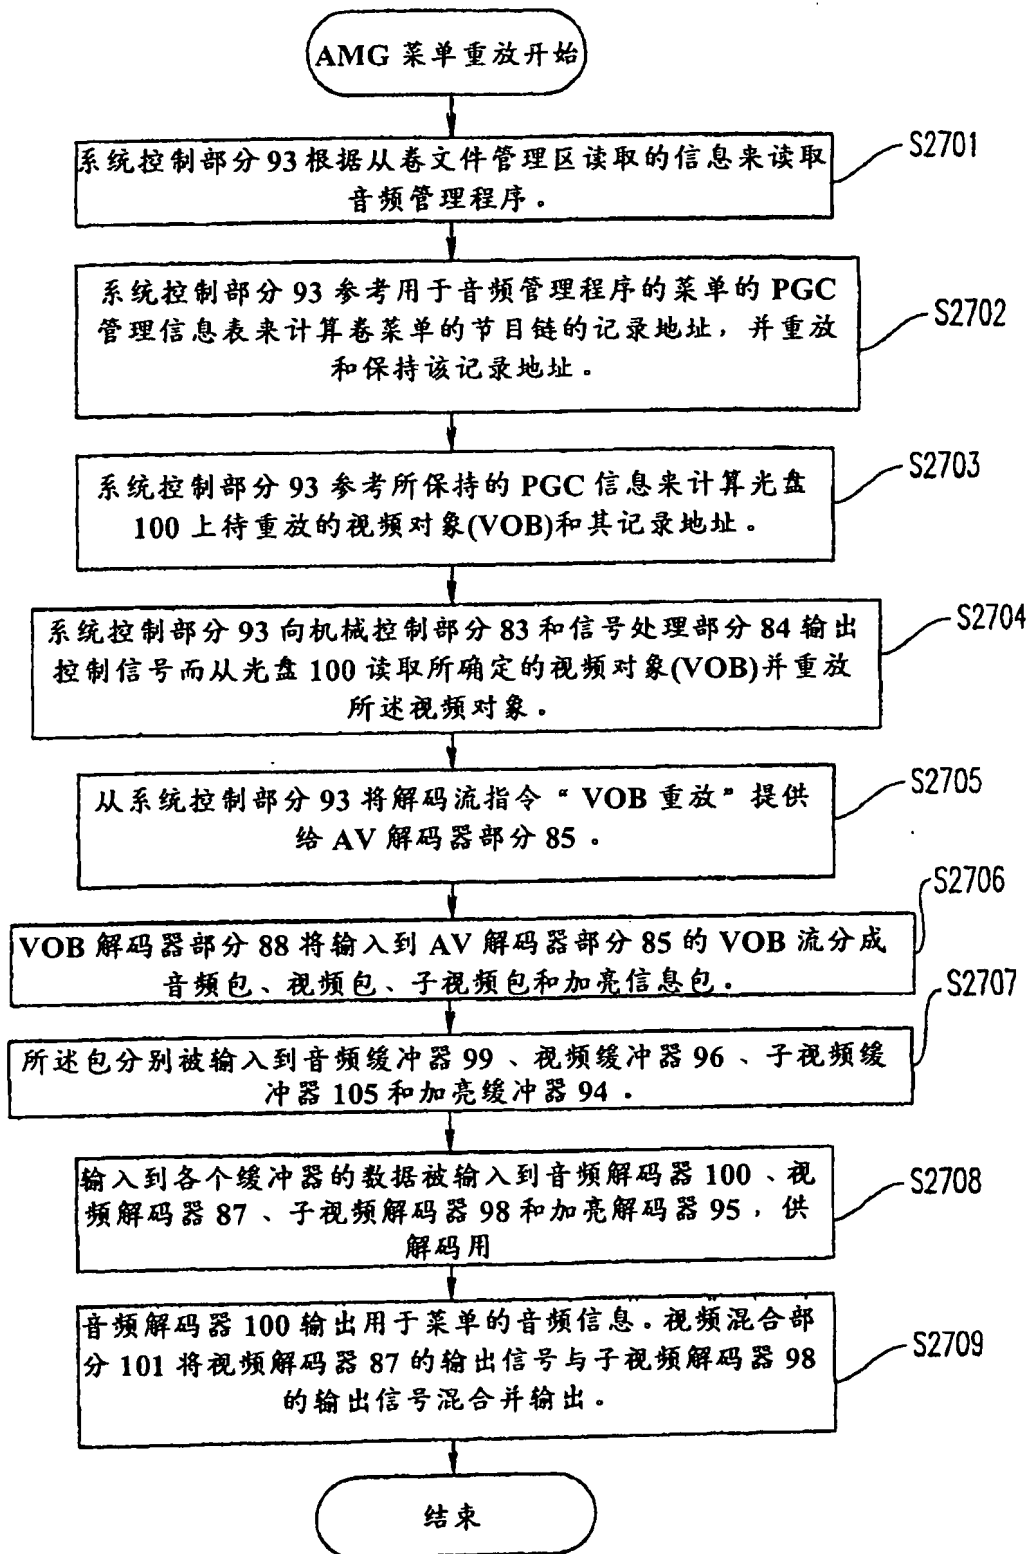 AMG 菜单重放开始
系统控制部分 93 根据从卷文件管理区读取的信息来读取
音频管理程序。
S2701
系统控制部分 93 参考用于音频管理程序的菜单的 PGC
管理信息表来计算卷菜单的节目链的记录地址，并重放
和保持该记录地址。
S2702
系统控制部分 93 参考所保持的 PGC 信息来计算光盘
100 上待重放的视频对象(VOB)和其记录地址。
S2703
系统控制部分 93 向机械控制部分 83 和信号处理部分 84 输出
控制信号而从光盘 100 读取所确定的视频对象(VOB)并重放
所述视频对象。
S2704
从系统控制部分 93 将解码流指令“VOB 重放”提供
给 AV 解码器部分 85。
S2705
VOB 解码器部分 88 将输入到 AV 解码器部分 85 的 VOB 流分成
音频包、视频包、子视频包和加亮信息包。
S2706
所述包分别被输入到音频缓冲器 99、视频缓冲器 96、子视频缓
冲器 105 和加亮缓冲器 94。
S2707
输入到各个缓冲器的数据被输入到音频解码器 100、视
频解码器 87、子视频解码器 98 和加亮解码器 95，供
解码用
S2708
音频解码器 100 输出用于菜单的音频信息。视频混合部
分 101 将视频解码器 87 的输出信号与子视频解码器 98
的输出信号混合并输出。
S2709
结束